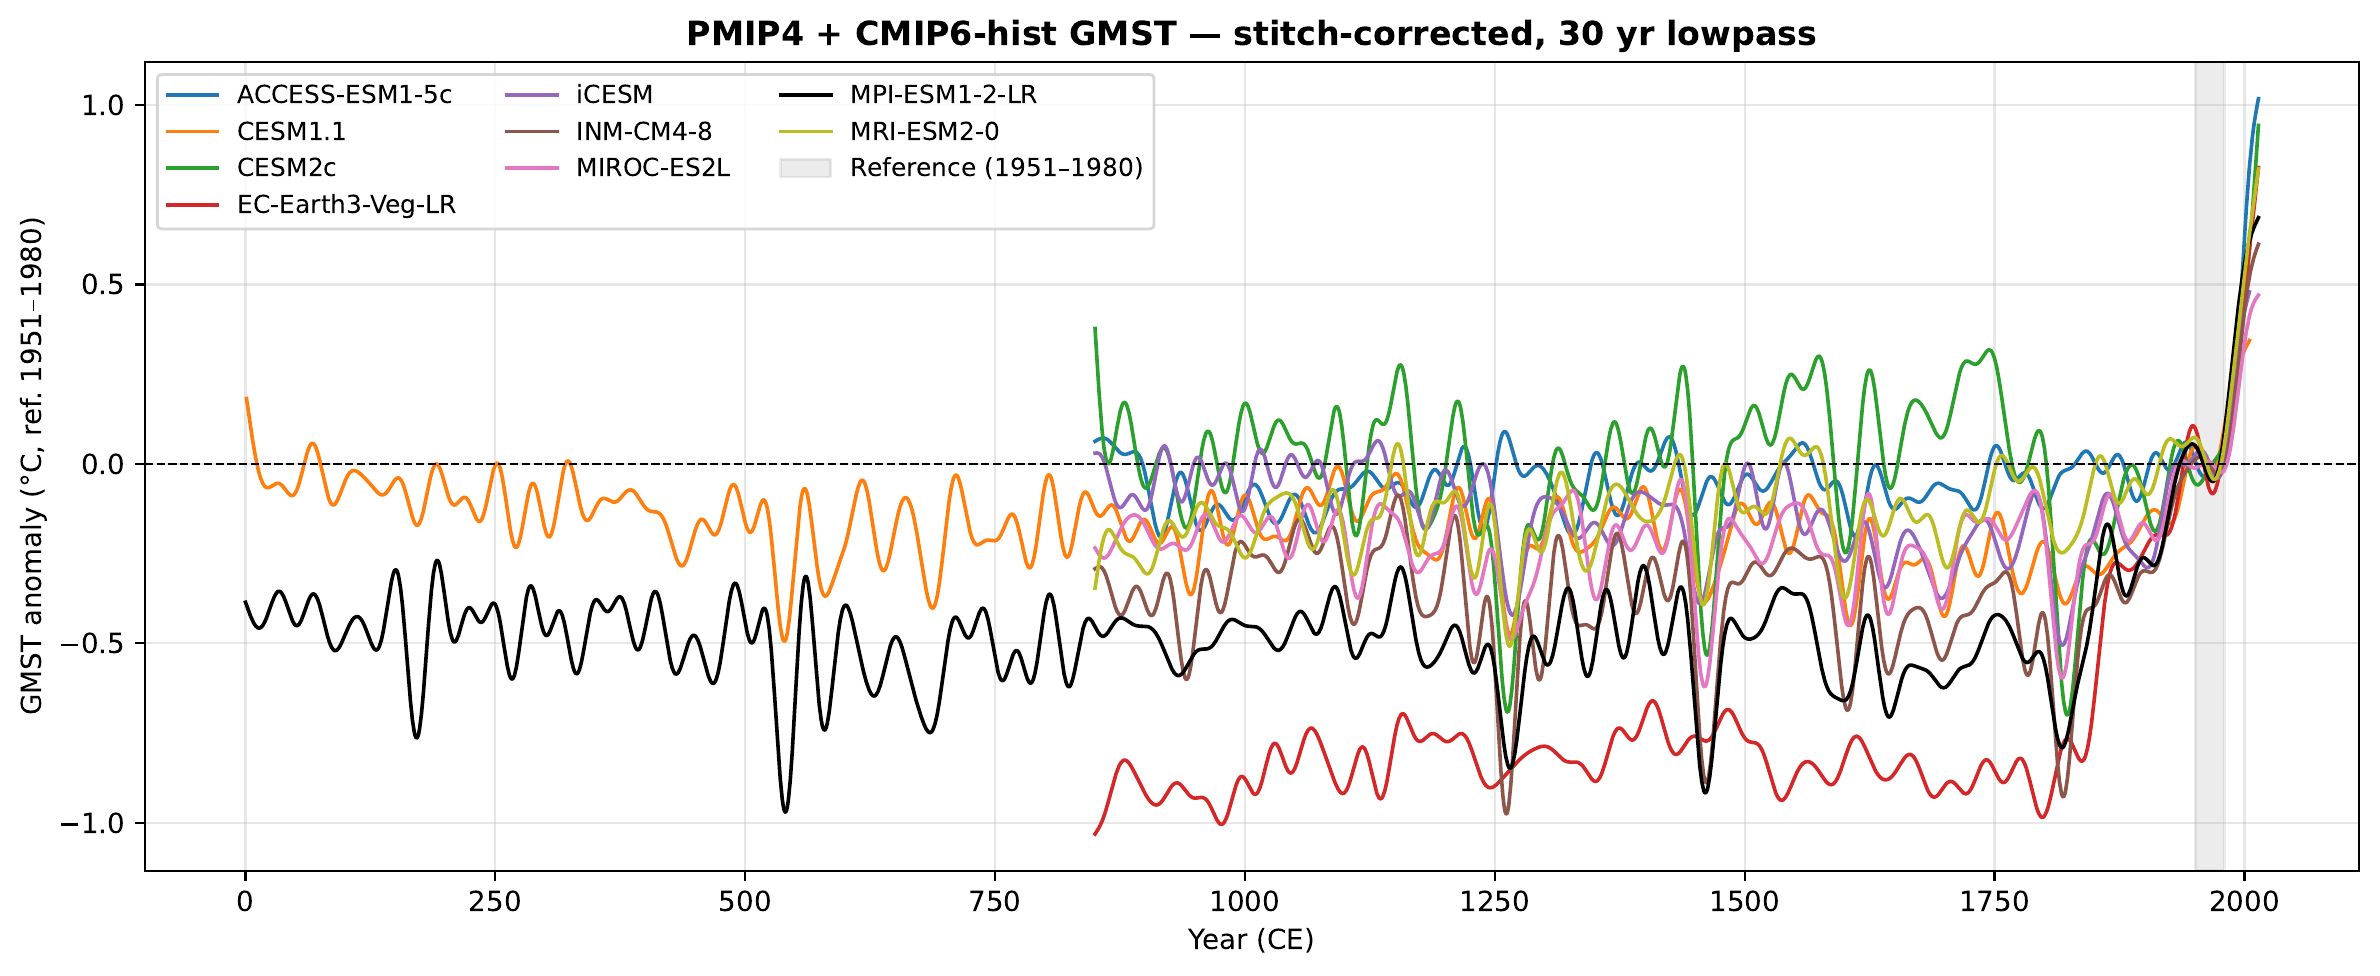 PMIP4 + CMIP6-hist GMST — stitch-corrected, 30 yr lowpass
ACCESS-ESM1-5c
CESM1.1
CESM2c
EC-Earth3-Veg-LR
iCESM
INM-CM4-8
MIROC-ES2L
MPI-ESM1-2-LR
MRI-ESM2-0
Reference (1951–1980)
GMST anomaly (°C, ref. 1951–1980)
1.0
0.5
0.0
−0.5
−1.0
0 250 500 750 1000 1250 1500 1750 2000
Year (CE)